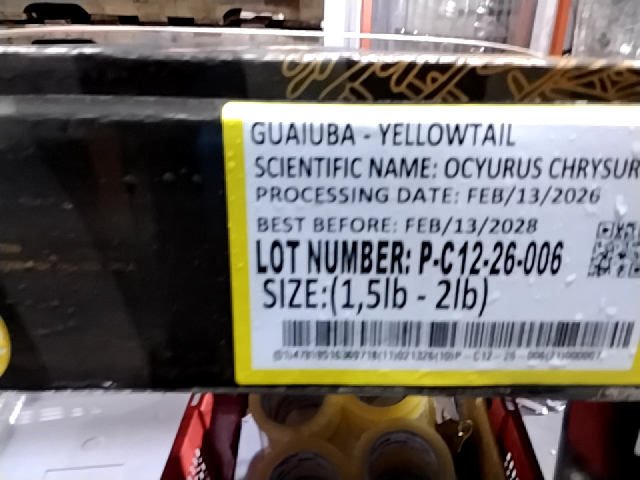 GUAIUBA - YELLOWTAIL
SCIENTIFIC NAME: OCYURUS CHRYSUR
PROCESSING DATE: FEB/13/2026
BEST BEFORE: FEB/13/2028
LOT NUMBER: P-C12-26-006
SIZE:(1,5lb - 2lb)